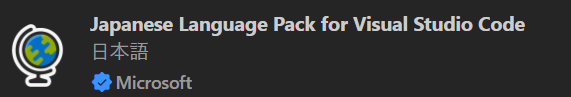 Japanese Language Pack for Visual Studio Code
日本語
Microsoft